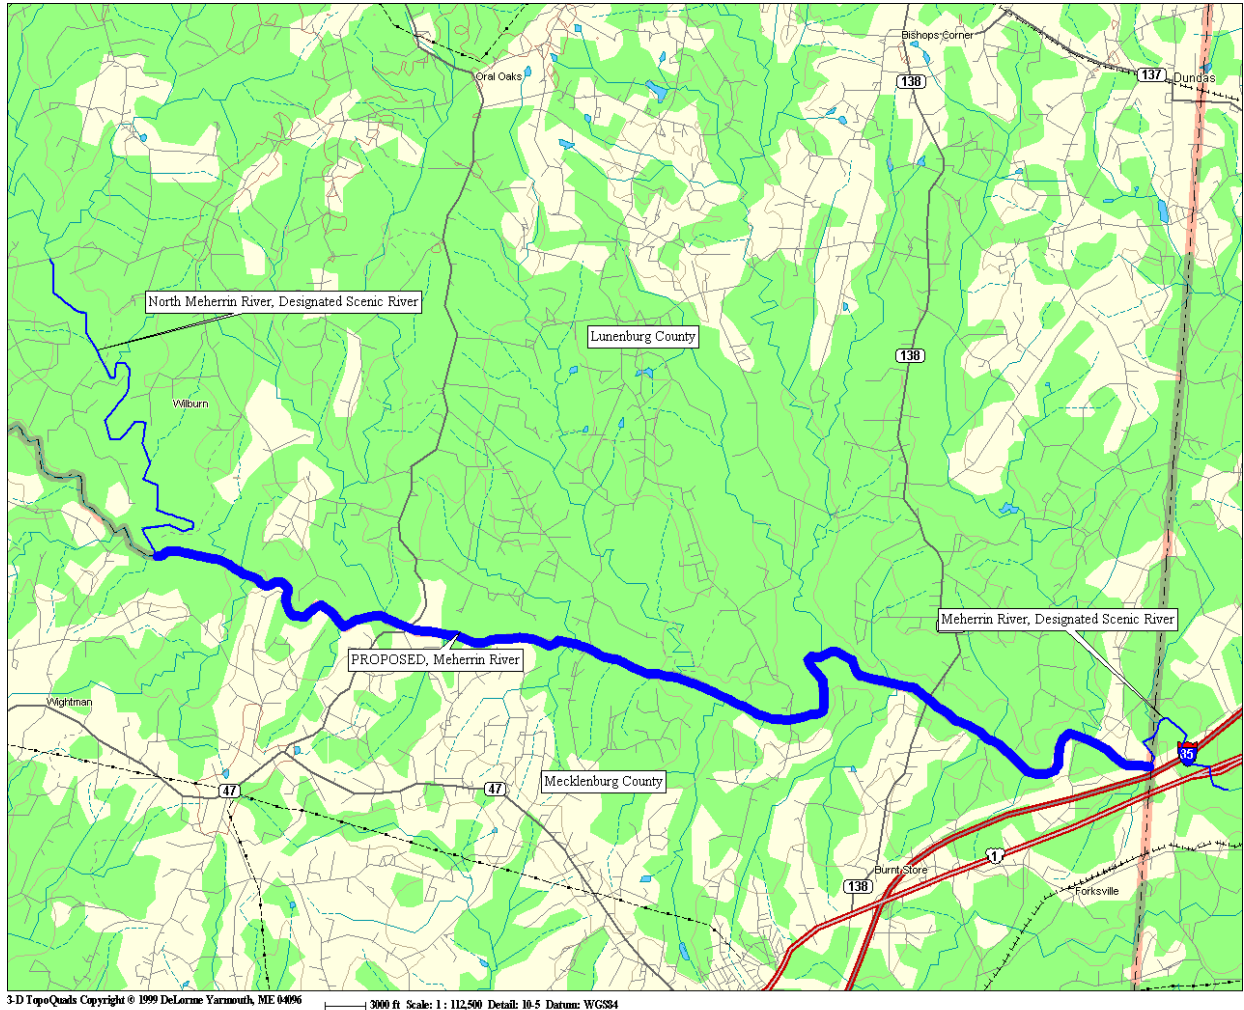 Bishops Corner
137
Dundas
Oral Oaks
138
North Meherrin River, Designated Scenic River
Lunenburg County
138
Wilburn
Meherrin River, Designated Scenic River
PROPOSED, Meherrin River
Wightman
85
Mecklenburg County
47
47
1
Burnt Store
138
Forksville
3-D TopoQuads Copyright © 1999 DeLorme Yarmouth, ME 04096
3000 ft Scale: 1 : 112,500 Detail: 10-5 Datum: WGS84